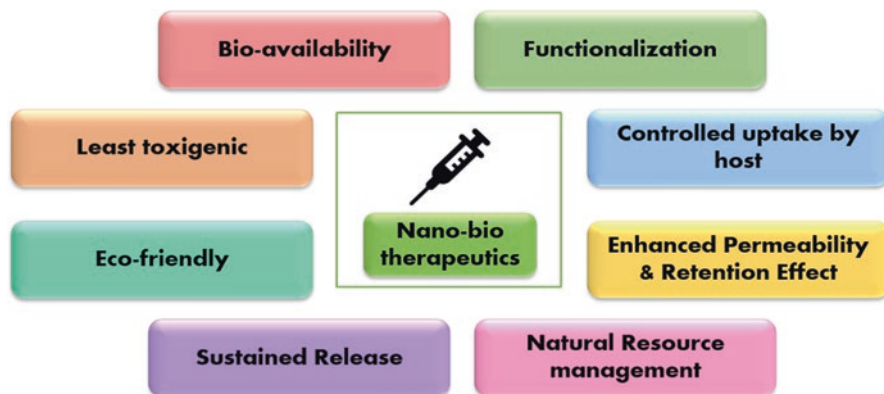 Bio-availability
Functionalization
Least toxigenic
Controlled uptake by
host
Nano-bio
therapeutics
Eco-friendly
Enhanced Permeability
& Retention Effect
Sustained Release
Natural Resource
management